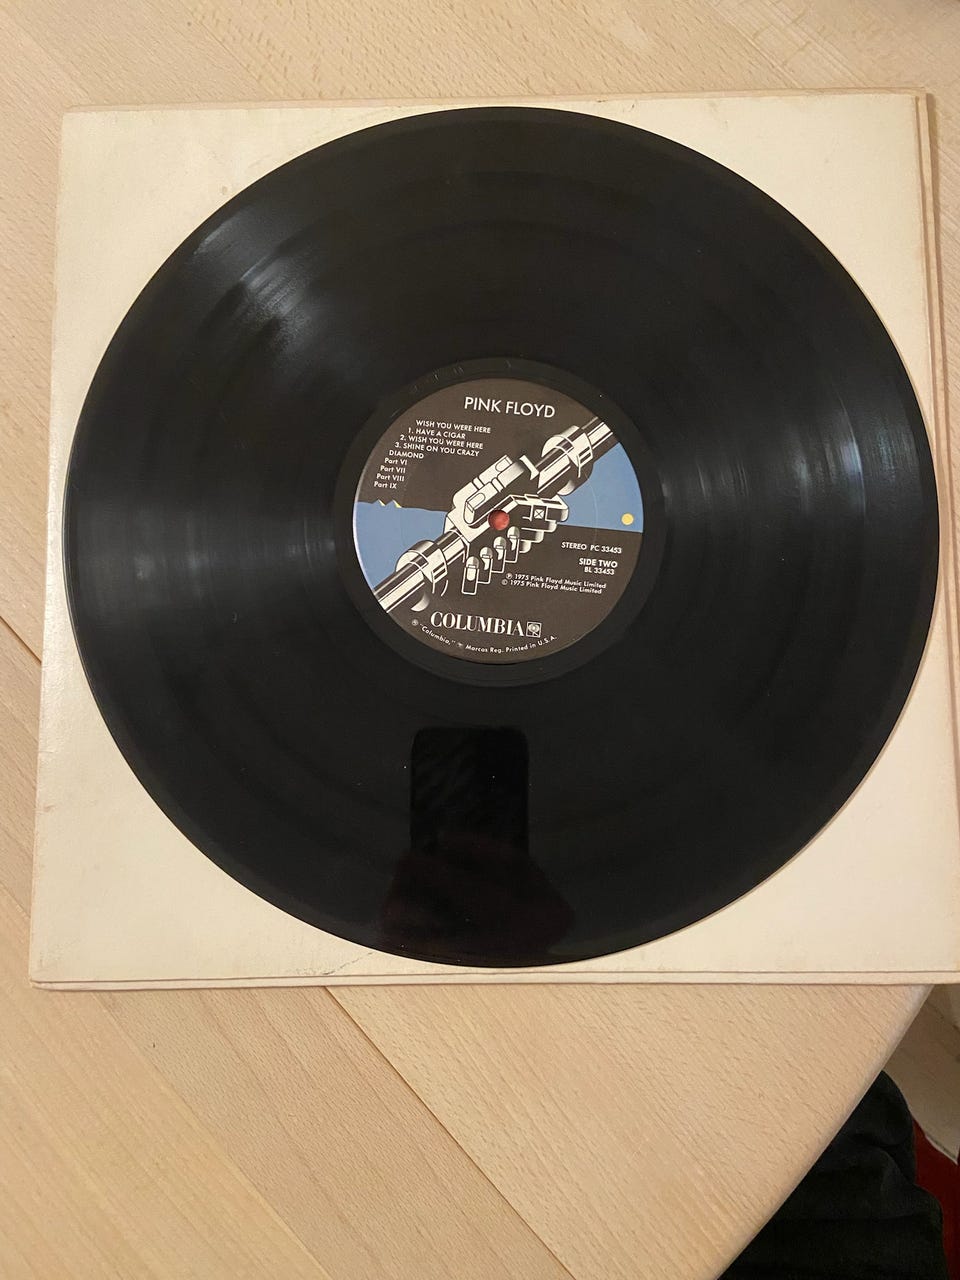 PINK FLOYD
WISH YOU WERE HERE
1. HAVE A CIGAR
2. WISH YOU WERE HERE
3. SHINE ON YOU CRAZY
DIAMOND
Part VI
Part VII
Part VIII
Part IX
STEREO PC 33453
SIDE TWO
BL 33453
℗ 1975 Pink Floyd Music Limited
© 1975 Pink Floyd Music Limited
COLUMBIA
® "Columbia," Marcas Reg. Printed in U.S.A.